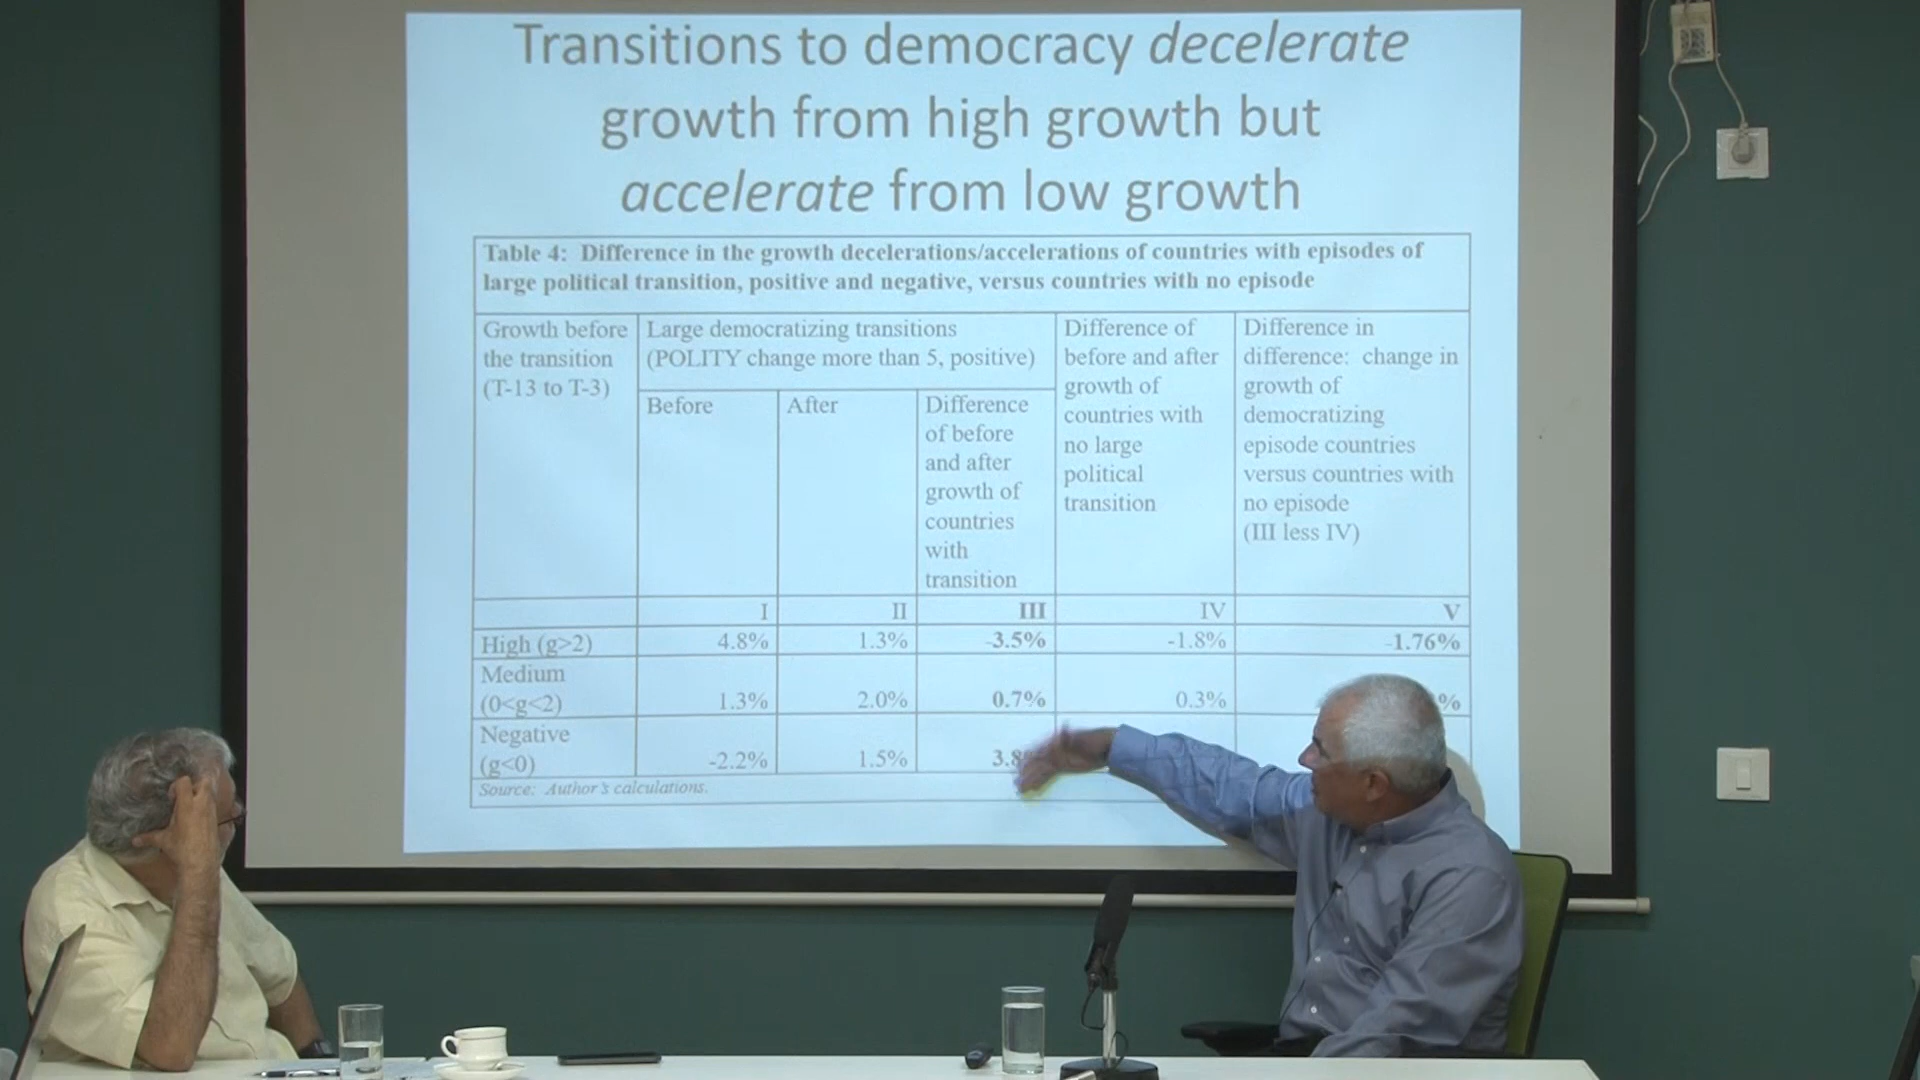 Transitions to democracy decelerate
growth from high growth but
accelerate from low growth
Table 4: Difference in the growth decelerations/accelerations of countries with episodes of
large political transition, positive and negative, versus countries with no episode
Growth before
the transition
(T-13 to T-3)
Large democratizing transitions
(POLITY change more than 5, positive)
Before
After
Difference
of before
and after
growth of
countries
with
transition
Difference of
before and after
growth of
countries with
no large
political
transition
Difference in
difference: change in
growth of
democratizing
episode countries
versus countries with
no episode
(III less IV)
I II III IV V
High (g>2) 4.8% 1.3% -3.5% -1.8% -1.76%
Medium
(0<g<2) 1.3% 2.0% 0.7% 0.3% %
Negative
(g<0) -2.2% 1.5% 3.8
Source: Author's calculations.